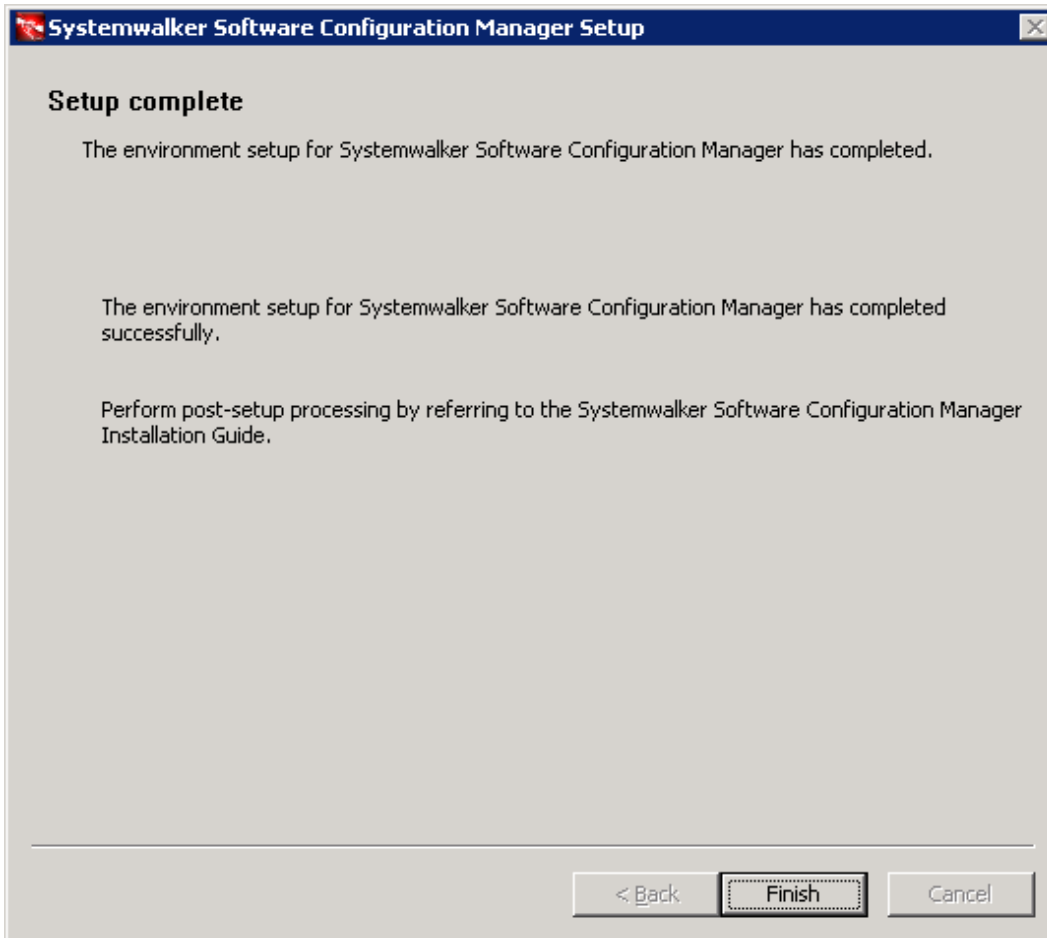 Systemwalker Software Configuration Manager Setup
Setup complete
The environment setup for Systemwalker Software Configuration Manager has completed.
The environment setup for Systemwalker Software Configuration Manager has completed
successfully.
Perform post-setup processing by referring to the Systemwalker Software Configuration Manager
Installation Guide.
< Back Finish Cancel